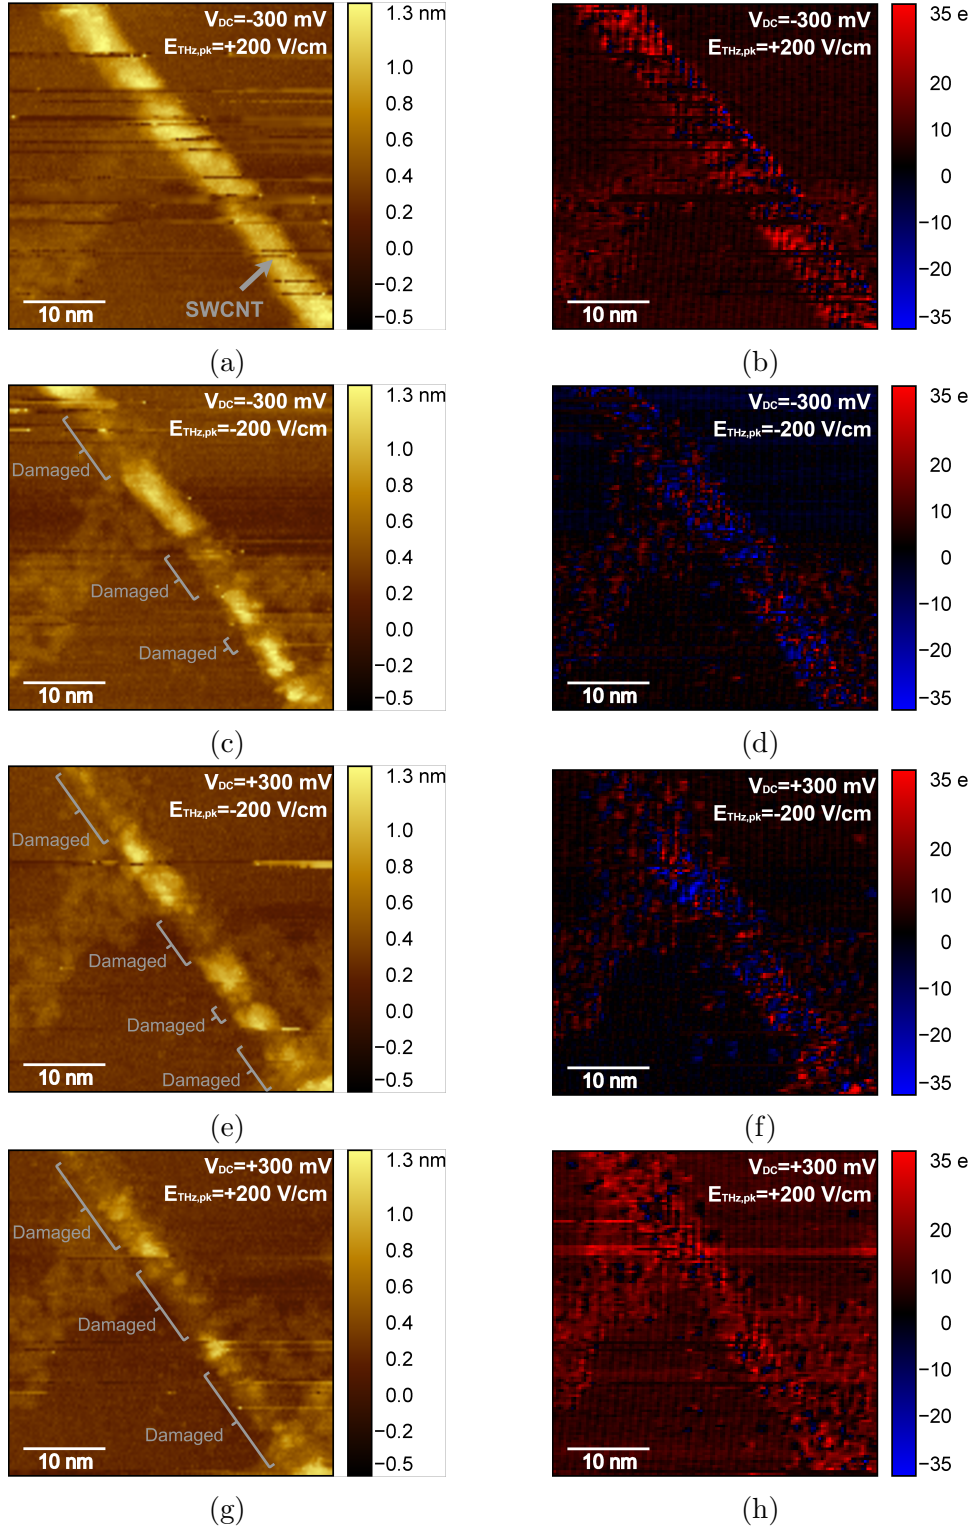 V_DC=-300 mV
E_THz,pk=+200 V/cm
SWCNT
10 nm
1.3 nm
1.0
0.8
0.6
0.4
0.2
0.0
−0.2
−0.5
(a)
V_DC=-300 mV
E_THz,pk=+200 V/cm
10 nm
35 e
20
10
0
−10
−20
−35
(b)
V_DC=-300 mV
E_THz,pk=-200 V/cm
Damaged
Damaged
Damaged
10 nm
1.3 nm
1.0
0.8
0.6
0.4
0.2
0.0
−0.2
−0.5
(c)
V_DC=-300 mV
E_THz,pk=-200 V/cm
10 nm
35 e
20
10
0
−10
−20
−35
(d)
V_DC=+300 mV
E_THz,pk=-200 V/cm
Damaged
Damaged
Damaged
Damaged
10 nm
1.3 nm
1.0
0.8
0.6
0.4
0.2
0.0
−0.2
−0.5
(e)
V_DC=+300 mV
E_THz,pk=-200 V/cm
10 nm
35 e
20
10
0
−10
−20
−35
(f)
V_DC=+300 mV
E_THz,pk=+200 V/cm
Damaged
Damaged
Damaged
10 nm
1.3 nm
1.0
0.8
0.6
0.4
0.2
0.0
−0.2
−0.5
(g)
V_DC=+300 mV
E_THz,pk=+200 V/cm
10 nm
35 e
20
10
0
−10
−20
−35
(h)